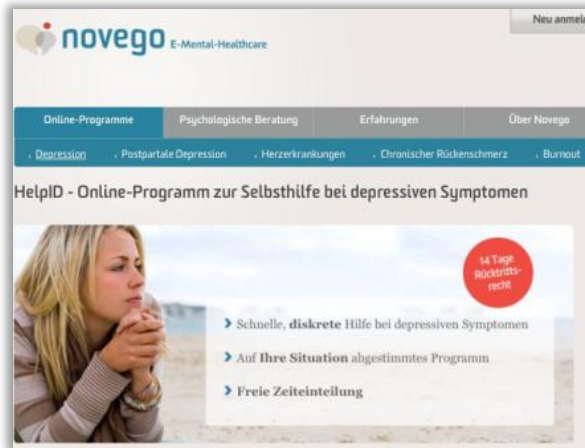 Neu anmel
novego E-Mental-Healthcare
Online-Programme Psychologische Beratung Erfahrungen Über Novego
Depression Postpartale Depression Herzerkrankungen Chronischer Rückenschmerz Burnout
HelpID - Online-Programm zur Selbsthilfe bei depressiven Symptomen
14 Tage
Rücktritts-
recht
Schnelle, diskrete Hilfe bei depressiven Symptomen
Auf Ihre Situation abgestimmtes Programm
Freie Zeiteinteilung